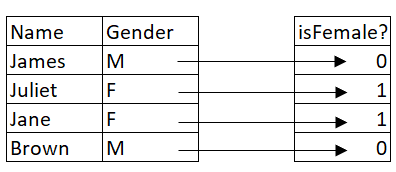 Name Gender isFemale?
James M 0
Juliet F 1
Jane F 1
Brown M 0